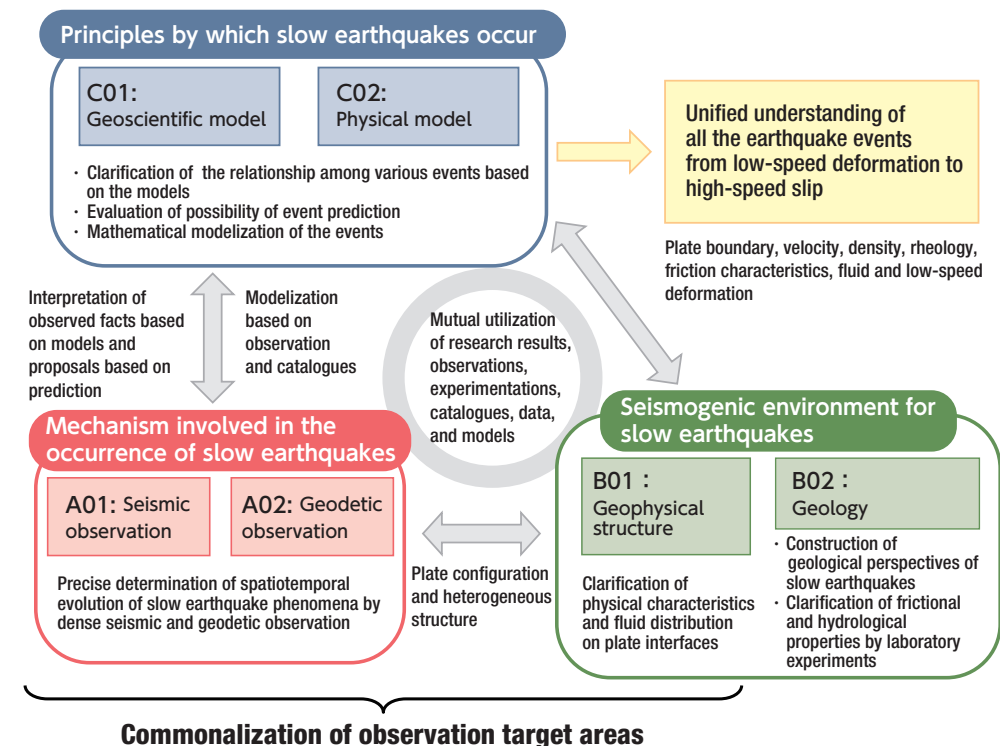 Principles by which slow earthquakes occur
C01:
Geoscientific model
C02:
Physical model
・ Clarification of the relationship among various events based
on the models
・ Evaluation of possibility of event prediction
・ Mathematical modelization of the events
Unified understanding of
all the earthquake events
from low-speed deformation to
high-speed slip
Plate boundary, velocity, density, rheology,
friction characteristics, fluid and low-speed
deformation
Interpretation of
observed facts based
on models and
proposals based on
prediction
Modelization
based on
observation
and catalogues
Mutual utilization
of research results,
observations,
experimentations,
catalogues, data,
and models
Mechanism involved in the
occurrence of slow earthquakes
A01: Seismic
observation
A02: Geodetic
observation
Precise determination of spatiotemporal
evolution of slow earthquake phenomena by
dense seismic and geodetic observation
Plate configuration
and heterogeneous
structure
Seismogenic environment for
slow earthquakes
B01 :
Geophysical
structure
Clarification of
physical characteristics
and fluid distribution
on plate interfaces
B02 :
Geology
・ Construction of
geological perspectives of
slow earthquakes
・ Clarification of frictional
and hydrological
properties by laboratory
experiments
Commonalization of observation target areas